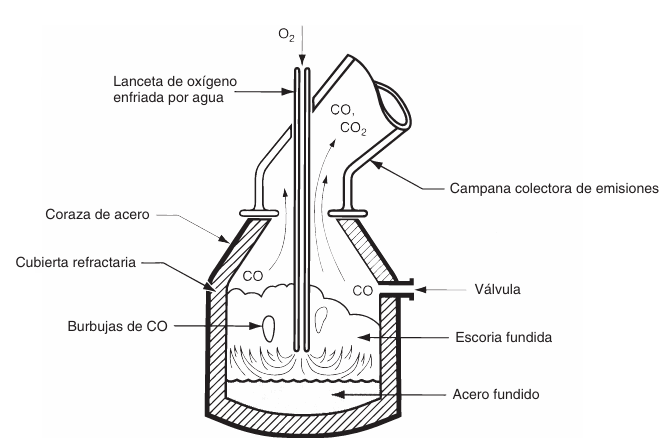 O₂
Lanceta de oxígeno
enfriada por agua
CO,
CO₂
Campana colectora de emisiones
Coraza de acero
Cubierta refractaria
CO
CO
Válvula
Burbujas de CO
Escoria fundida
Acero fundido